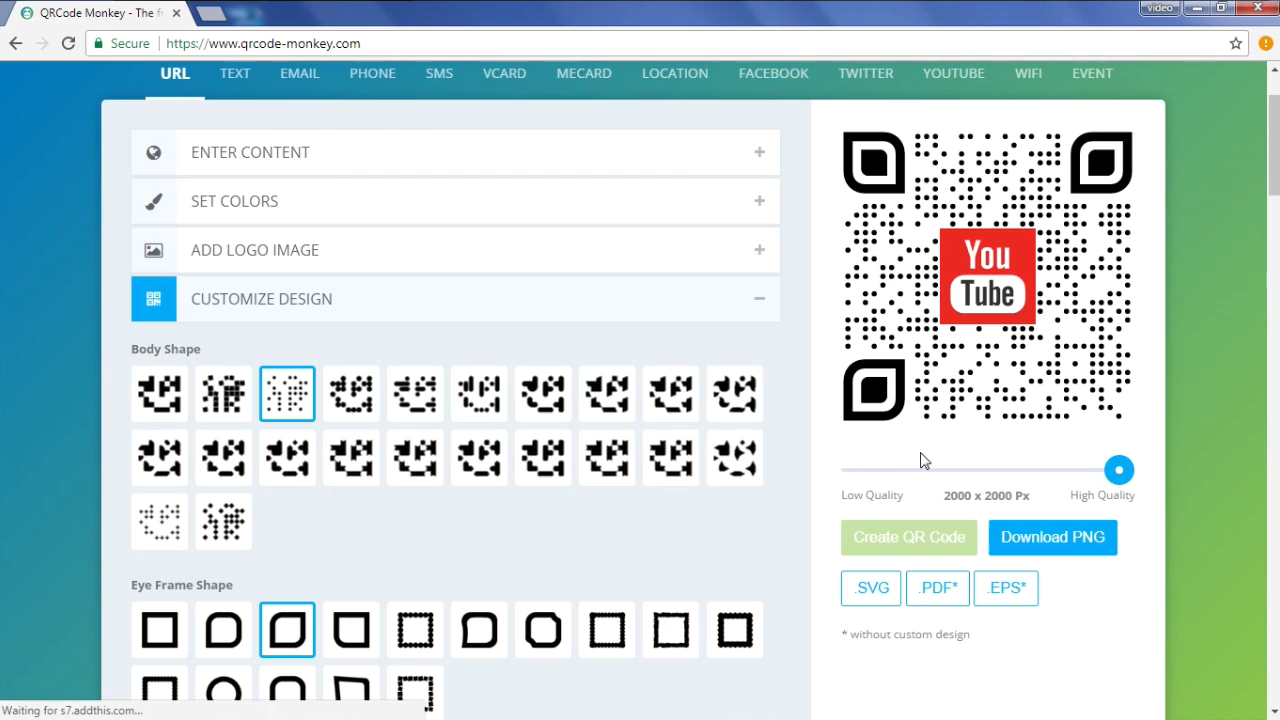 QRCode Monkey - The fr
video
Secure
https://www.qrcode-monkey.com
URL TEXT EMAIL PHONE SMS VCARD MECARD LOCATION FACEBOOK TWITTER YOUTUBE WIFI EVENT
ENTER CONTENT +
SET COLORS +
ADD LOGO IMAGE +
CUSTOMIZE DESIGN −
Body Shape
Eye Frame Shape
You
Tube
Low Quality 2000 x 2000 Px High Quality
Create QR Code Download PNG
.SVG .PDF* .EPS*
* without custom design
Waiting for s7.addthis.com...